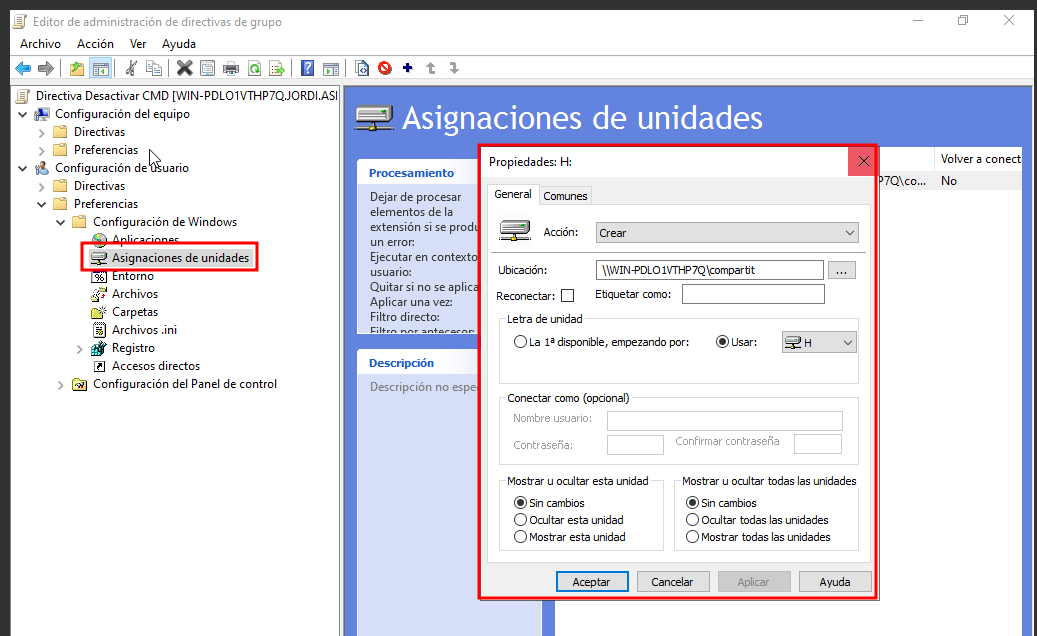 Editor de administración de directivas de grupo
Archivo Acción Ver Ayuda
Directiva Desactivar CMD [WIN-PDLO1VTHP7Q.JORDI.ASI
Configuración del equipo
Directivas
Preferencias
Configuración de usuario
Directivas
Preferencias
Configuración de Windows
Aplicaciones
Asignaciones de unidades
Entorno
Archivos
Carpetas
Archivos .ini
Registro
Accesos directos
Configuración del Panel de control
Asignaciones de unidades
Procesamiento
Dejar de procesar
elementos de la
extensión si se produ
un error:
Ejecutar en contexto
usuario:
Quitar si no se aplica
Aplicar una vez:
Filtro directo:
Filtro por antecesor:
Descripción
Descripción no espec
Volver a conect
P7Q\co... No
Propiedades: H:
General Comunes
Acción: Crear
Ubicación: \\WIN-PDLO1VTHP7Q\compartit ...
Reconectar: Etiquetar como:
Letra de unidad
La 1ª disponible, empezando por: Usar: H
Conectar como (opcional)
Nombre usuario:
Contraseña: Confirmar contraseña
Mostrar u ocultar esta unidad
Sin cambios
Ocultar esta unidad
Mostrar esta unidad
Mostrar u ocultar todas las unidades
Sin cambios
Ocultar todas las unidades
Mostrar todas las unidades
Aceptar Cancelar Aplicar Ayuda